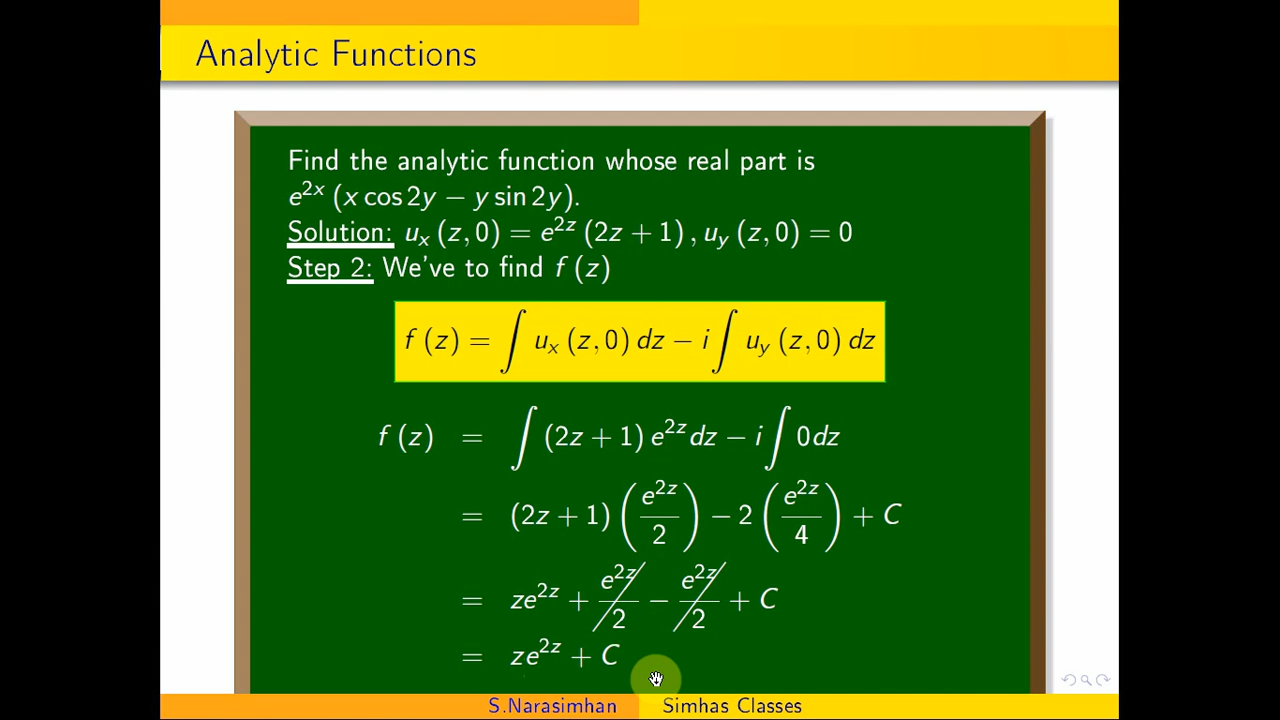 Analytic Functions
Find the analytic function whose real part is
e^{2x} (x cos 2y − y sin 2y).
Solution: u_x (z, 0) = e^{2z} (2z + 1) , u_y (z, 0) = 0
Step 2: We've to find f (z)
f (z) = ∫ u_x (z, 0) dz − i ∫ u_y (z, 0) dz
f (z) = ∫ (2z + 1) e^{2z} dz − i ∫ 0dz
= (2z + 1) (e^{2z}/2) − 2 (e^{2z}/4) + C
= ze^{2z} + e^{2z}/2 − e^{2z}/2 + C
= ze^{2z} + C
S.Narasimhan Simhas Classes